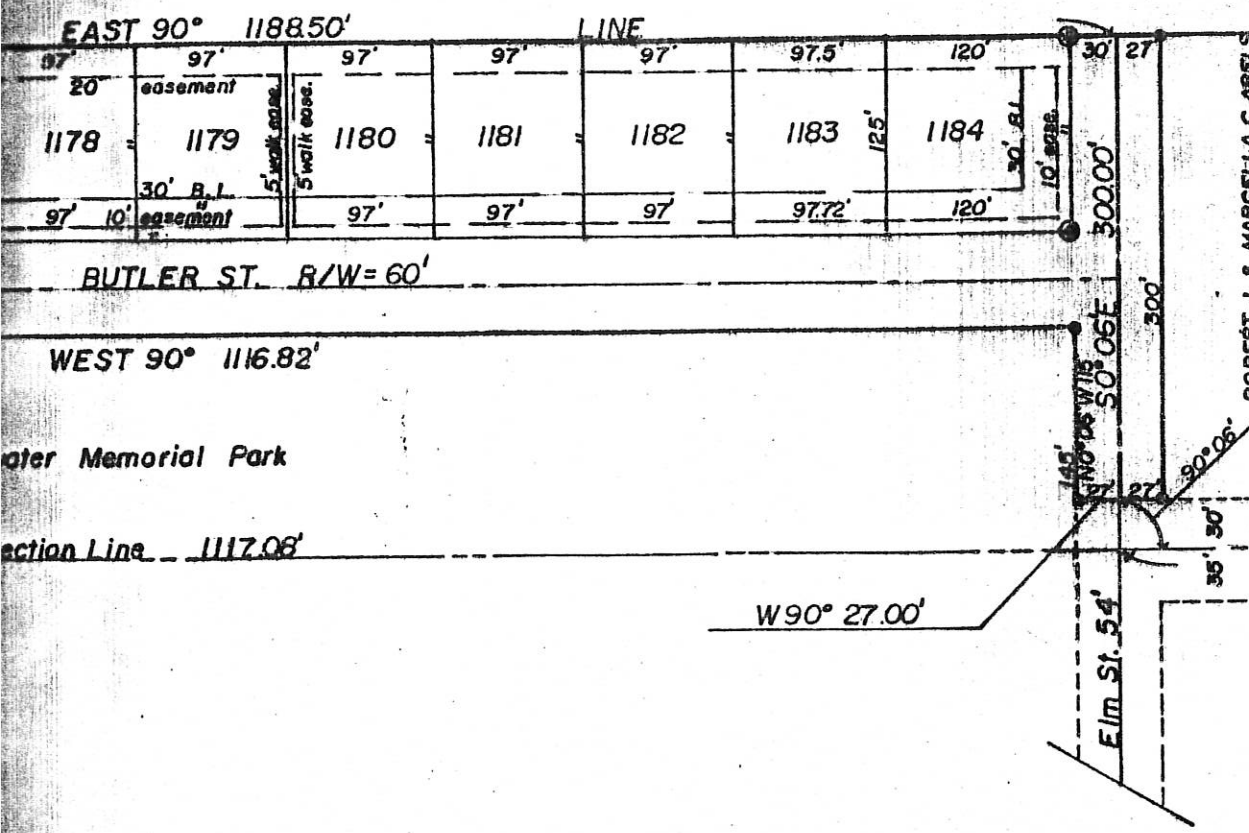 EAST 90° 1188.50' LINE
97' 97' 97' 97' 97' 97.5' 120' 30' 27'
20' easement
5' walk ease.
5' walk ease.
1178 1179 1180 1181 1182 1183 125' 1184
30' B.L.
10' ease.
30' B.L.
97' 10' easement 97' 97' 97' 97.72' 120'
300.00'
BUTLER ST. R/W = 60'
S0°06'E
300'
WEST 90° 1116.82'
N0°06'W 115'
145'
ater Memorial Park
27' 27'
90°06'
ection Line 1117.08'
30'
35'
W 90° 27.00'
Elm St. 54'